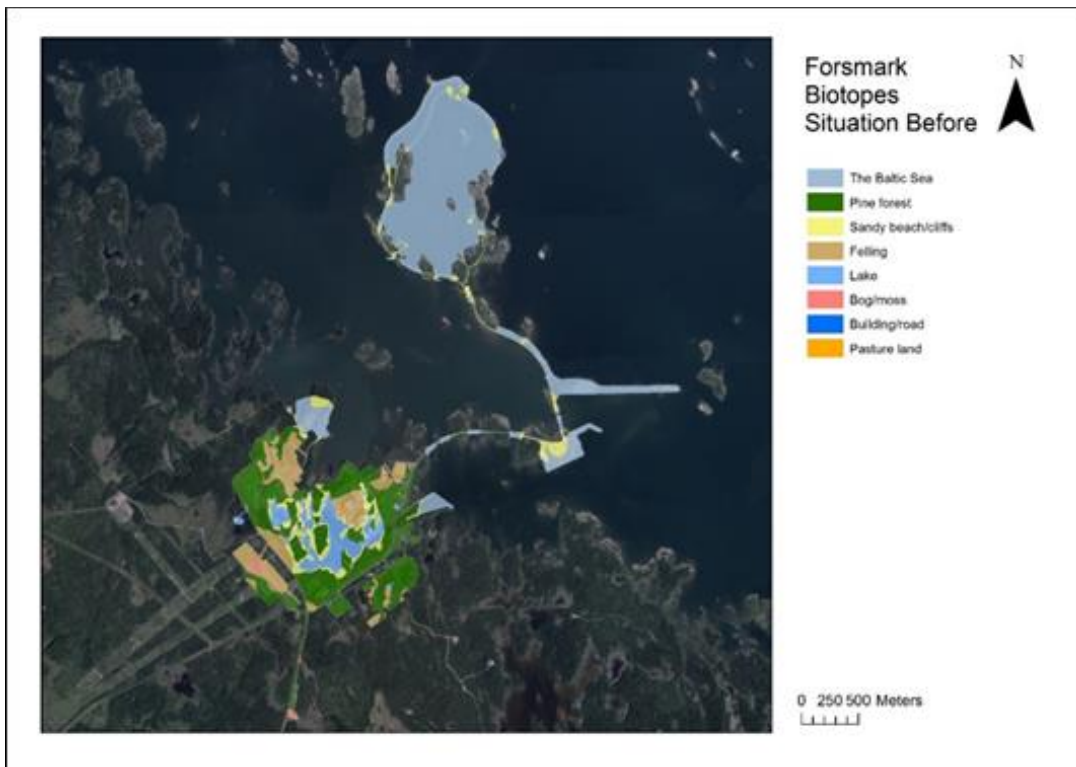 Forsmark
Biotopes
Situation Before
N
The Baltic Sea
Pine forest
Sandy beach/cliffs
Felling
Lake
Bog/moss
Building/road
Pasture land
0 250 500 Meters